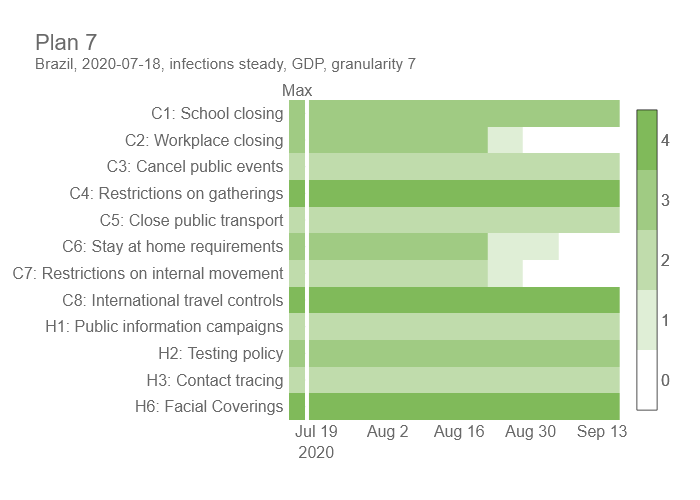 Plan 7
Brazil, 2020-07-18, infections steady, GDP, granularity 7
Max
C1: School closing
C2: Workplace closing
C3: Cancel public events
C4: Restrictions on gatherings
C5: Close public transport
C6: Stay at home requirements
C7: Restrictions on internal movement
C8: International travel controls
H1: Public information campaigns
H2: Testing policy
H3: Contact tracing
H6: Facial Coverings
Jul 19 Aug 2 Aug 16 Aug 30 Sep 13
2020
4
3
2
1
0